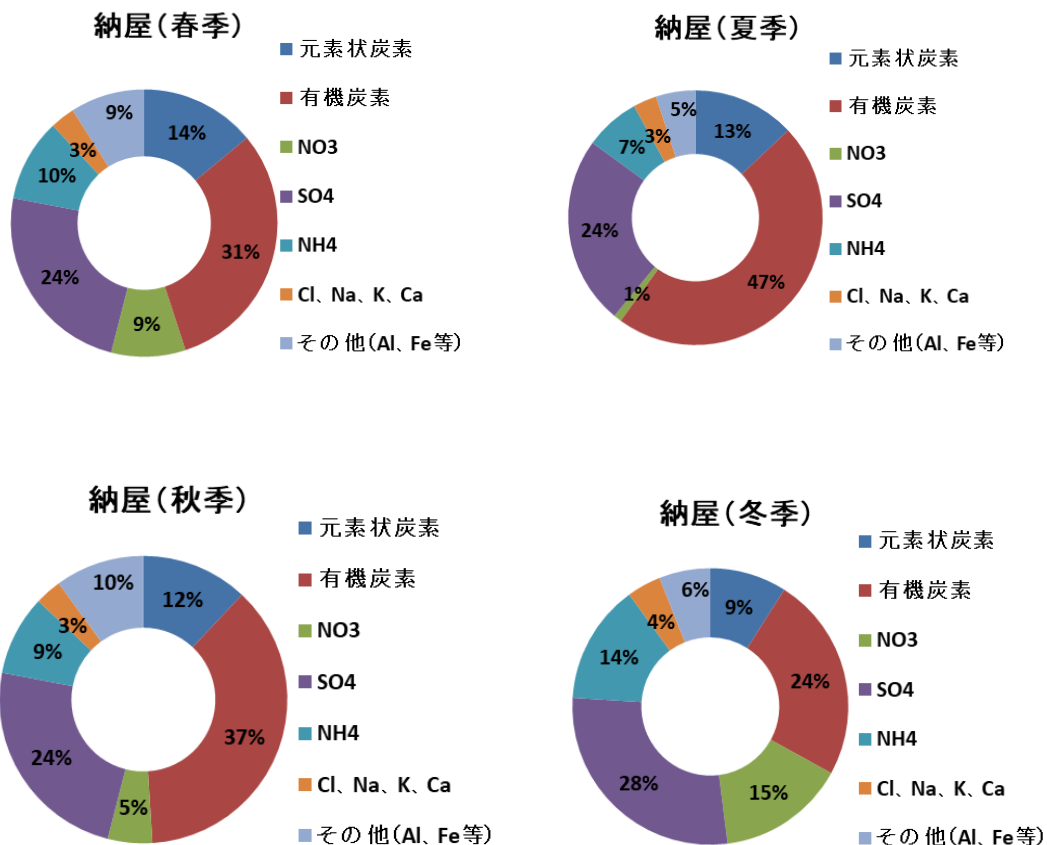 納屋(春季)
14%
31%
9%
24%
10%
3%
9%
元素状炭素
有機炭素
NO3
SO4
NH4
Cl、Na、K、Ca
その他(Al、Fe等)
納屋(夏季)
13%
47%
1%
24%
7%
3%
5%
元素状炭素
有機炭素
NO3
SO4
NH4
Cl、Na、K、Ca
その他(Al、Fe等)
納屋(秋季)
12%
37%
5%
24%
9%
3%
10%
元素状炭素
有機炭素
NO3
SO4
NH4
Cl、Na、K、Ca
その他(Al、Fe等)
納屋(冬季)
9%
24%
15%
28%
14%
4%
6%
元素状炭素
有機炭素
NO3
SO4
NH4
Cl、Na、K、Ca
その他(Al、Fe等)